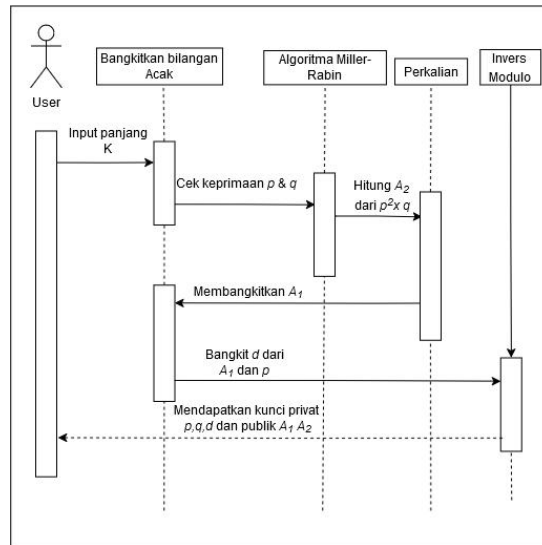 Bangkitkan bilangan
Acak
Algoritma Miller-
Rabin
Perkalian
Invers
Modulo
User
Input panjang
K
Cek keprimaan p & q
Hitung A₂
dari p²x q
Membangkitkan A₁
Bangkit d dari
A₁ dan p
Mendapatkan kunci privat
p,q,d dan publik A₁ A₂